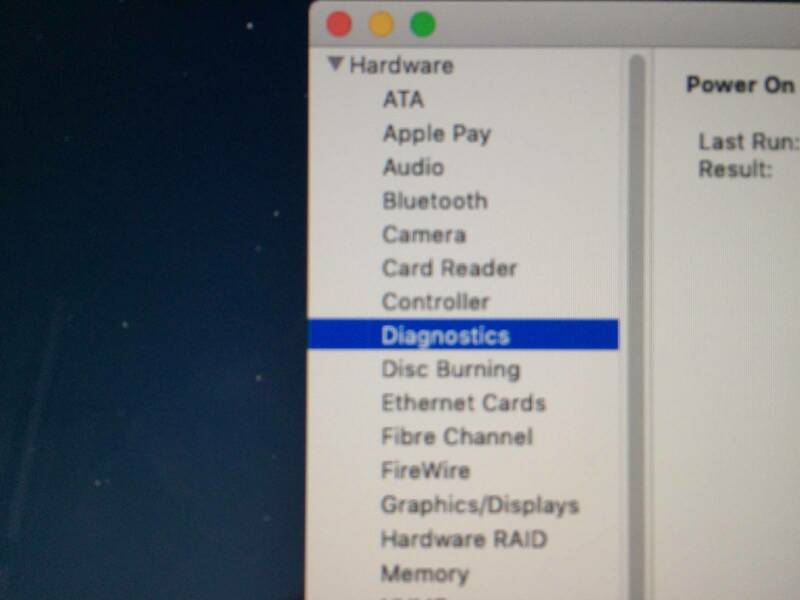 Hardware
ATA
Apple Pay
Audio
Bluetooth
Camera
Card Reader
Controller
Diagnostics
Disc Burning
Ethernet Cards
Fibre Channel
FireWire
Graphics/Displays
Hardware RAID
Memory
Power On
Last Run:
Result: